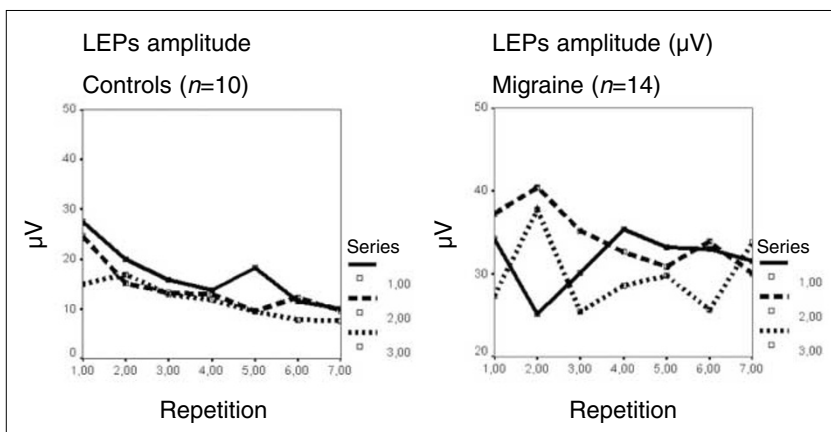 LEPs amplitude
Controls (n=10)
50
40
30
20
10
0
µV
1,00 2,00 3,00 4,00 5,00 6,00 7,00
Repetition
Series
1,00
2,00
3,00
LEPs amplitude (µV)
Migraine (n=14)
50
40
30
20
µV
1,00 2,00 3,00 4,00 5,00 6,00 7,00
Repetition
Series
1,00
2,00
3,00